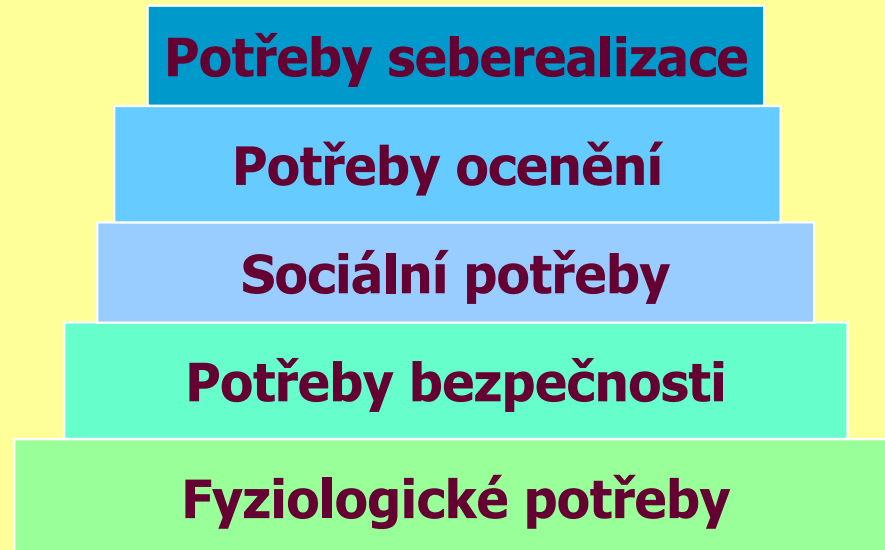 Potřeby seberealizace
Potřeby ocenění
Sociální potřeby
Potřeby bezpečnosti
Fyziologické potřeby